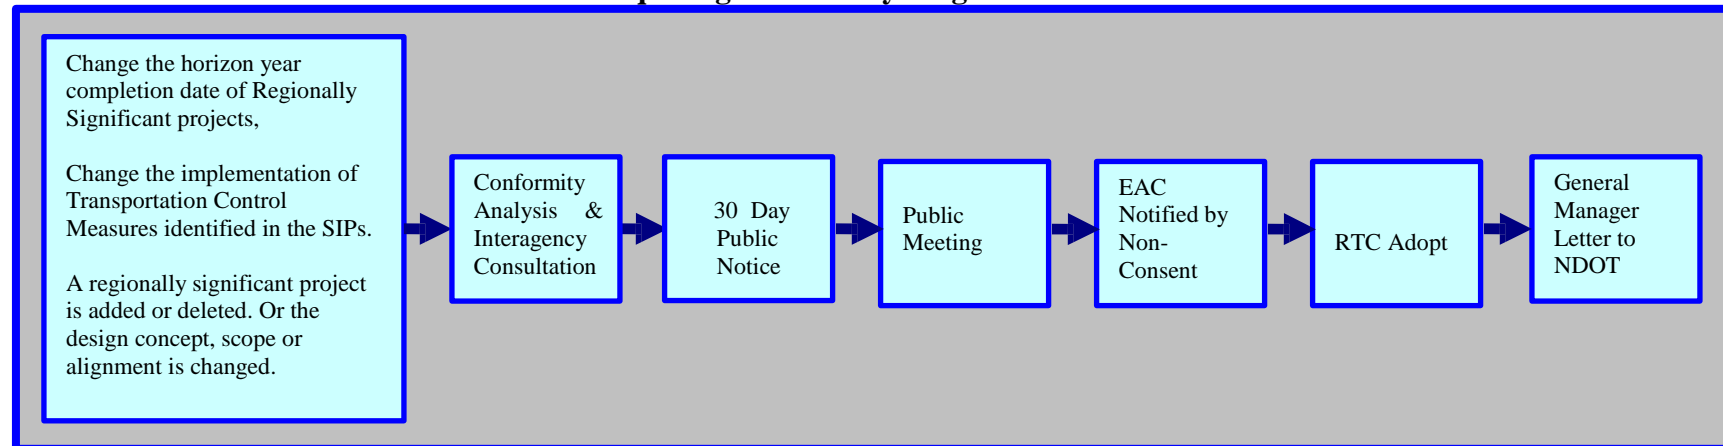 Change the horizon year
completion date of Regionally
Significant projects,
Change the implementation of
Transportation Control
Measures identified in the SIPs.
A regionally significant project
is added or deleted. Or the
design concept, scope or
alignment is changed.
Conformity
Analysis &
Interagency
Consultation
30 Day
Public
Notice
Public
Meeting
EAC
Notified by
Non-
Consent
RTC Adopt
General
Manager
Letter to
NDOT